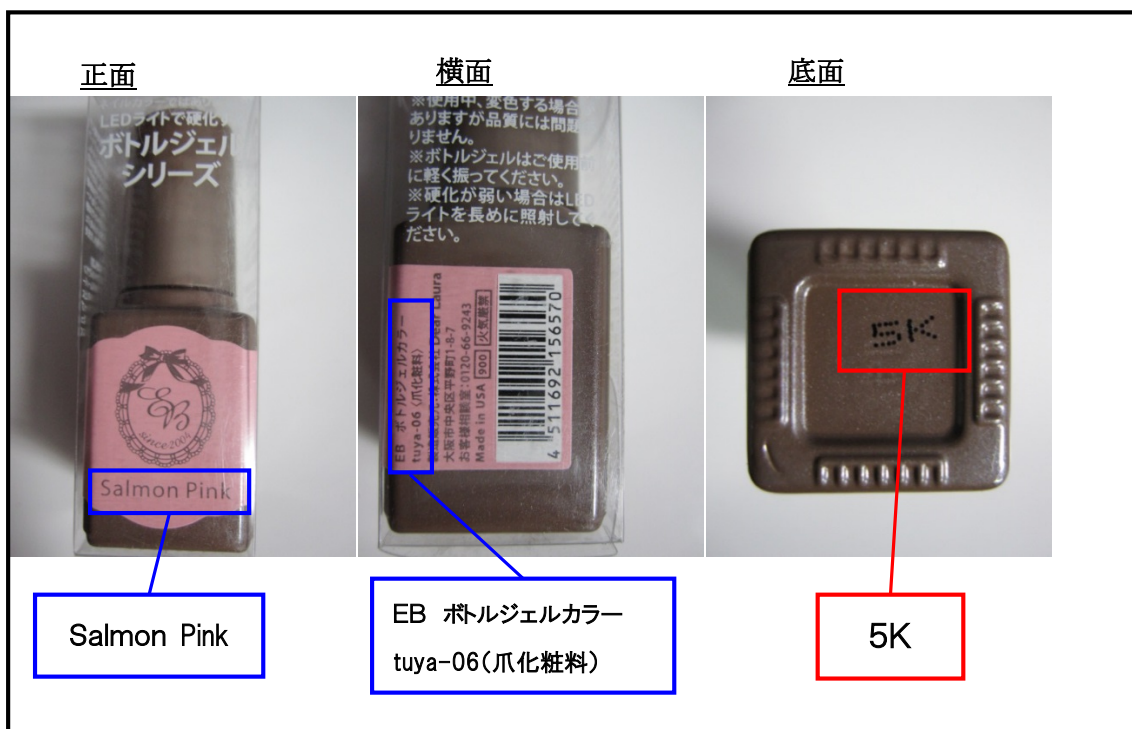 正面
横面
底面
LEDライトで硬化
ボトルジェル
シリーズ
EB
since2004
Salmon Pink
※使用中、変色する場合
ありますが品質には問題
りません。
※ボトルジェルはご使用前
に軽く振ってください。
※硬化が弱い場合はLED
ライトを長めに照射してく
ださい。
EB ボトルジェルカラー
tuya-06〈爪化粧料〉
Dear Laura
大阪市中央区平野町1-8-7
お客様相談室:0120-66-9243
Made in USA 900 火気厳禁
4 511692 156570
5K
Salmon Pink
EB ボトルジェルカラー
tuya-06(爪化粧料)
5K